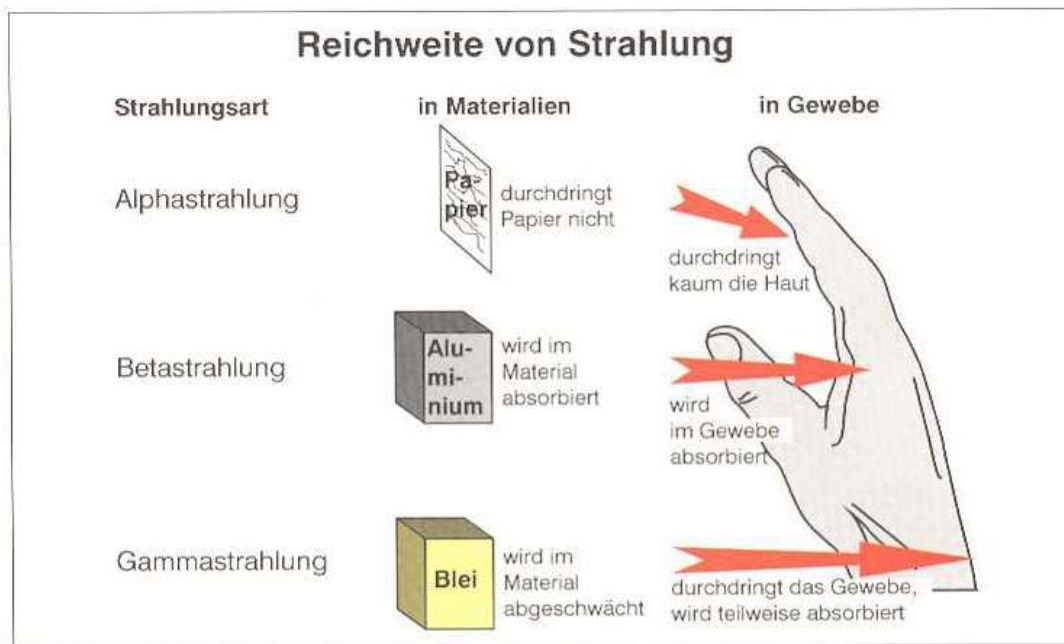 Reichweite von Strahlung
Strahlungsart
in Materialien
in Gewebe
Alphastrahlung
Pa-
pier
durchdringt
Papier nicht
durchdringt
kaum die Haut
Betastrahlung
Alu-
mi-
nium
wird im
Material
absorbiert
wird
im Gewebe
absorbiert
Gammastrahlung
Blei
wird im
Material
abgeschwächt
durchdringt das Gewebe,
wird teilweise absorbiert